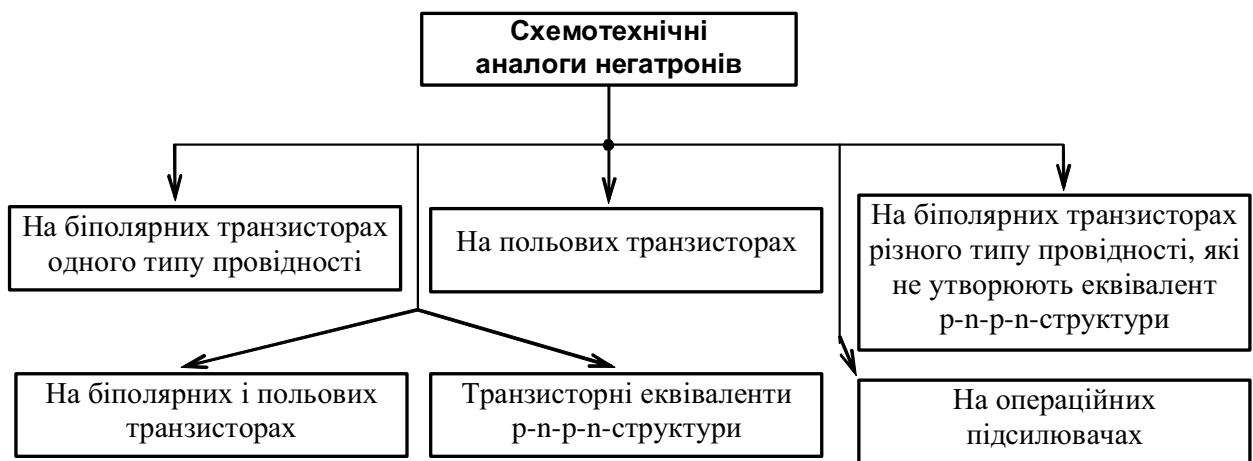 Схемотехнічні
аналоги негатронів
На біполярних транзисторах
одного типу провідності
На польових транзисторах
На біполярних транзисторах
різного типу провідності, які
не утворюють еквівалент
p-n-p-n-структури
На біполярних і польових
транзисторах
Транзисторні еквіваленти
p-n-p-n-структури
На операційних
підсилювачах